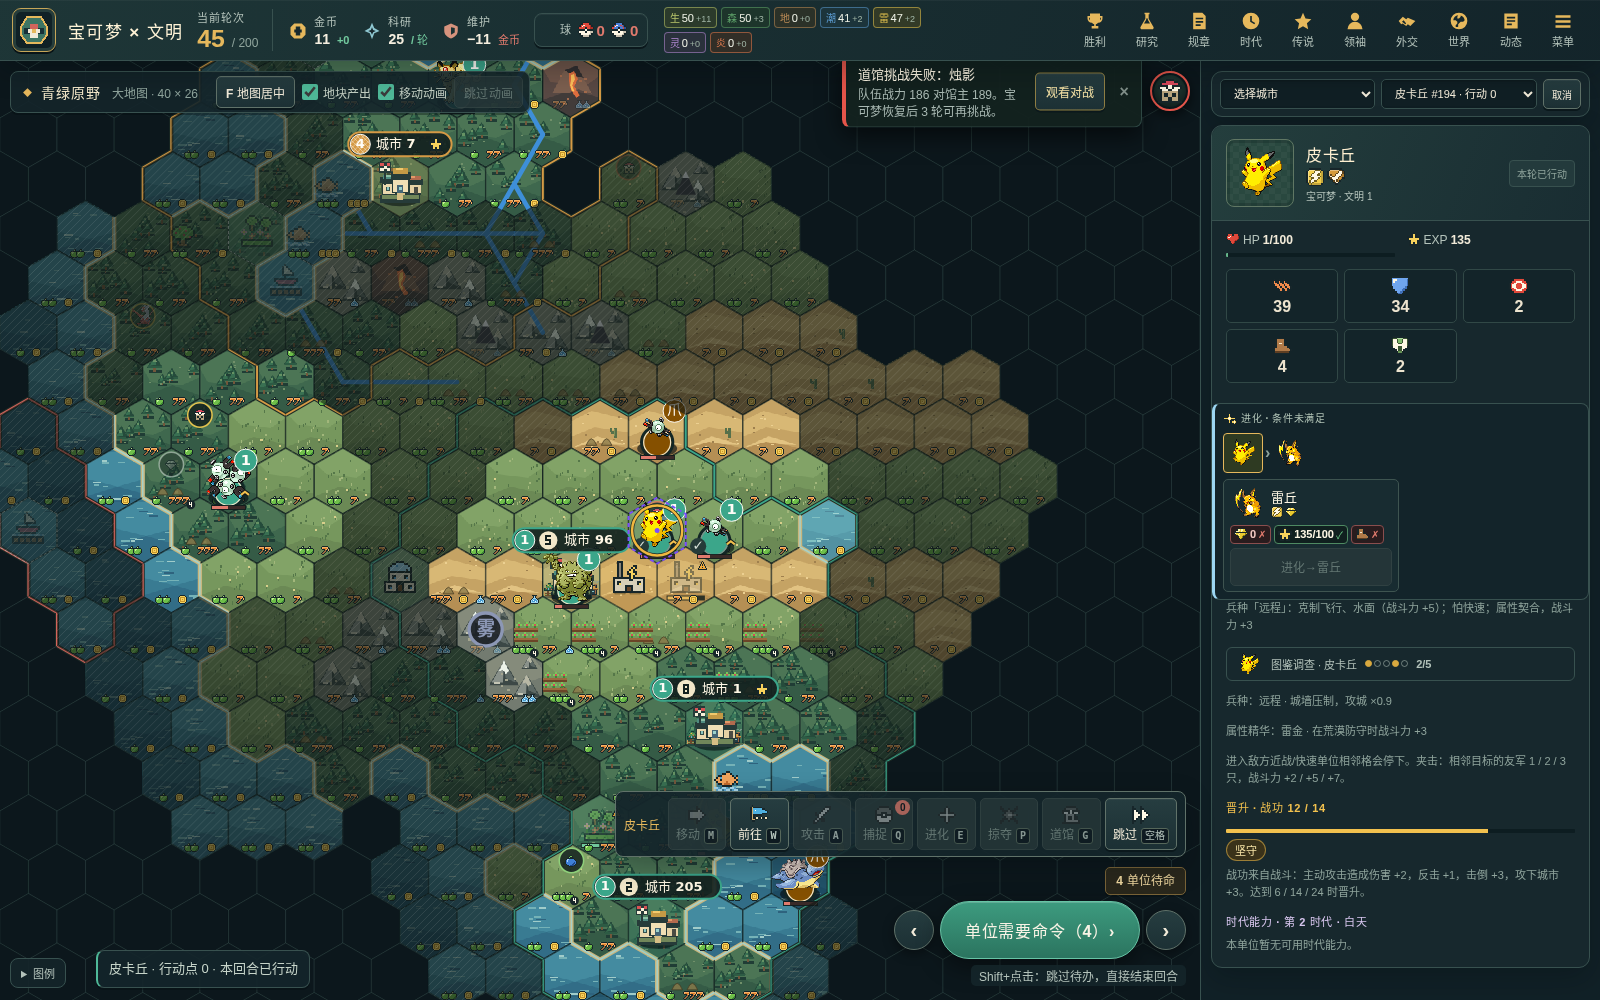 宝可梦 × 文明
当前轮次
45 / 200
金币
11 +0
科研
25 / 轮
维护
−11 金币
球 0 0
生50+11 森50+3 地0+0 潮41+2 雷47+2
灵0+0 炎0+0
胜利 研究 规章 时代 传说 领袖 外交 世界 动态 菜单
青绿原野 大地图 · 40 × 26
F 地图居中
地块产出
移动动画
跳过动画
道馆挑战失败：烛影
队伍战力 186 对馆主 189。宝
可梦恢复后 3 轮可再挑战。
观看对战
×
选择城市
皮卡丘 #194 · 行动 0
取消
皮卡丘
宝可梦 · 文明 1
本轮已行动
HP 1/100
EXP 135
39
34
2
4
2
进化 · 条件未满足
›
雷丘
0 ✗
135/100 ✓
✗
进化→雷丘
兵种「远程」：克制飞行、水面（战斗力 +5）；怕快速；属性契合，战斗
力 +3
图鉴调查 · 皮卡丘 2/5
兵种：远程 · 城墙压制，攻城 ×0.9
属性精华：雷金 · 在荒漠防守时战斗力 +3
进入敌方近战/快速单位相邻格会停下。夹击：相邻目标的友军 1 / 2 / 3
只，战斗力 +2 / +5 / +7。
晋升 · 战功 12 / 14
坚守
战功来自战斗：主动攻击造成伤害 +2，反击 +1，击倒 +3，攻下城市
+3。达到 6 / 14 / 24 时晋升。
时代能力 · 第 2 时代 · 白天
本单位暂无可用时代能力。
1
4 城市 7
1
1
1
1 5 城市 96
1
雾
1 8 城市 1
1 2 城市 205
皮卡丘
移动 M
前往 W
攻击 A
捕捉 Q
0
进化 E
掠夺 P
道馆 G
跳过 空格
4 单位待命
‹
单位需要命令（4） ›
›
Shift+点击：跳过待办，直接结束回合
图例
皮卡丘 · 行动点 0 · 本回合已行动